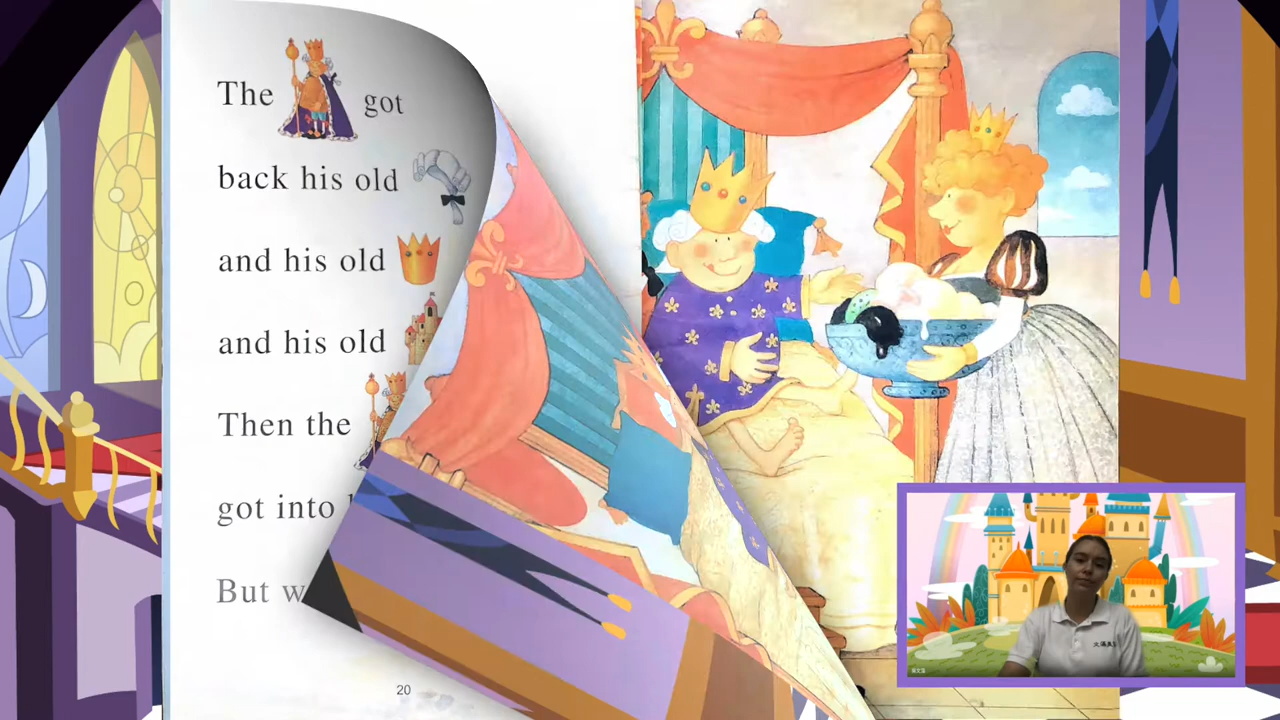 The got
back his old
and his old
and his old
Then the
got into
But
20